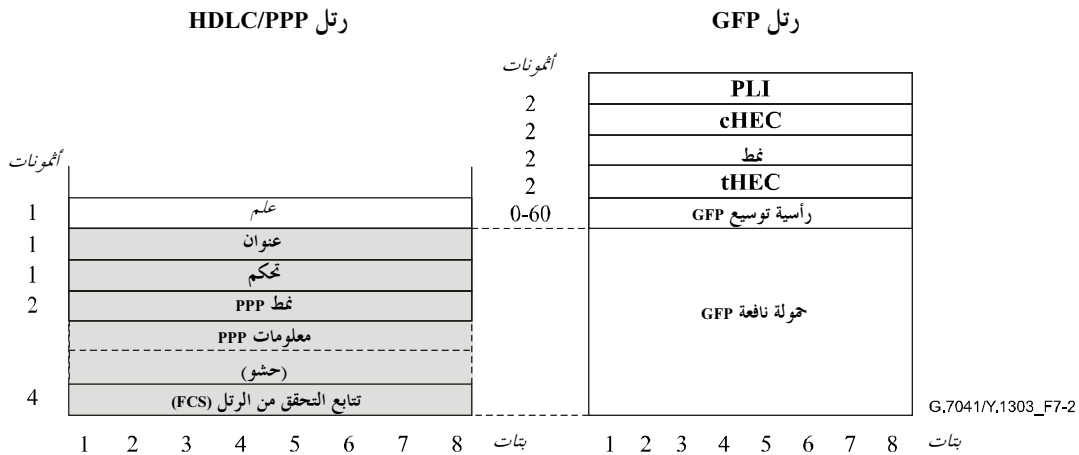 رتل HDLC/PPP
رتل GFP
أثمونات
PLI
2
cHEC
2
نمط
2
tHEC
2
رأسية توسيع GFP
0-60
حمولة نافعة GFP
أثمونات
علم
1
عنوان
1
تحكم
1
نمط PPP
2
معلومات PPP
(حشو)
تتابع التحقق من الرتل (FCS)
4
1 2 3 4 5 6 7 8 بتات
1 2 3 4 5 6 7 8 بتات
G.7041/Y.1303_F7-2